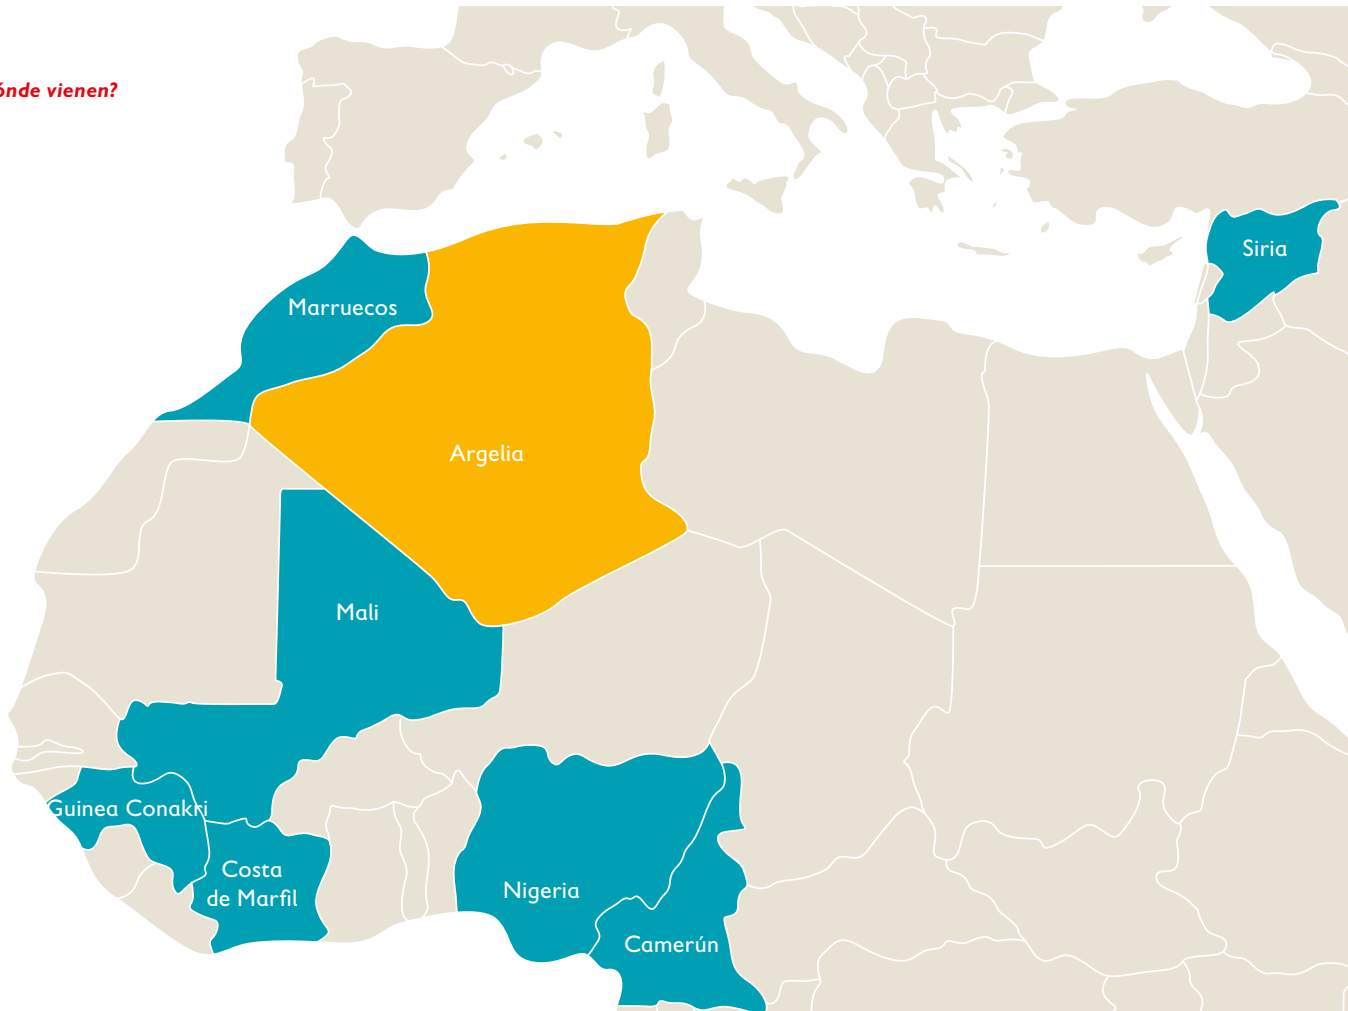 ónde vienen?
Siria
Marruecos
Argelia
Mali
Guinea Conakri
Costa
de Marfil
Nigeria
Camerún